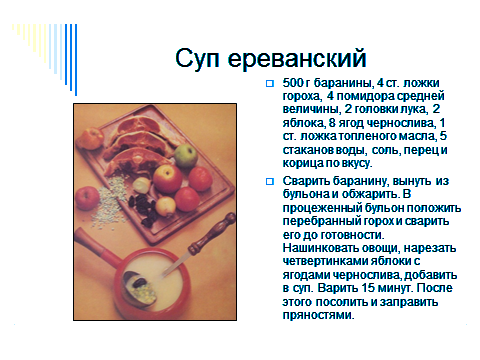 Суп ереванский
500 г баранины, 4 ст. ложки
гороха, 4 помидора средней
величины, 2 головки лука, 2
яблока, 8 ягод чернослива, 1
ст. ложка топленого масла, 5
стаканов воды, соль, перец и
корица по вкусу.
Сварить баранину, вынуть из
бульона и обжарить. В
процеженный бульон положить
перебранный горох и сварить
его до готовности.
Нашинковать овощи, нарезать
четвертинками яблоки с
ягодами чернослива, добавить
в суп. Варить 15 минут. После
этого посолить и заправить
пряностями.